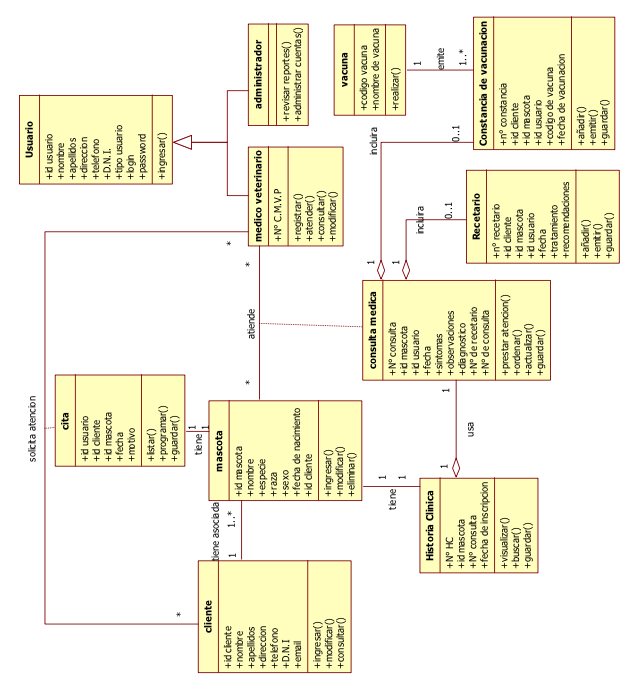 Usuario
+id usuario
+nombre
+apellidos
+direccion
+telefono
+D.N.I.
+tipo usuario
+login
+password
+ingresar()
administrador
+revisar reportes()
+administrar cuentas()
vacuna
+codigo vacuna
+nombre de vacuna
+realizar()
1
emite
1..*
Constancia de vacunacion
+nº constancia
+id cliente
+id mascota
+id usuario
+codigo de vacuna
+fecha de vacunacion
+añadir()
+emitir()
+guardar()
medico veterinario
+Nº C.M.V.P
+registrar()
+atender()
+consultar()
+modificar()
incluira
1
0..1
incluira
1
0..1
Recetario
+nº recetario
+id cliente
+id mascota
+id usuario
+fecha
+tratamiento
+recomendaciones
+añadir()
+emitir()
+guardar()
solicita atencion
*
*
atiende
*
*
consulta medica
+Nº consulta
+id mascota
+id usuario
+fecha
+sintomas
+observaciones
+diagnostico
+Nº de recetario
+Nº de consulta
+prestar atencion()
+ordenar()
+actualizar()
+guardar()
cita
+id usuario
+id cliente
+id mascota
+fecha
+motivo
+listar()
+programar()
+guardar()
1
tiene
1
mascota
+id mascota
+nombre
+especie
+raza
+sexo
+fecha de nacimiento
+id cliente
+ingresar()
+modificar()
+eliminar()
1
usa
1
tiene
1
1
Historia Clinica
+Nº HC
+id mascota
+Nº consulta
+fecha de inscripcion
+visualizar()
+buscar()
+guardar()
tiene asociada
1
1..*
cliente
+id cliente
+nombre
+apellidos
+direccion
+telefono
+D.N.I
+email
+ingresar()
+modificar()
+consultar()